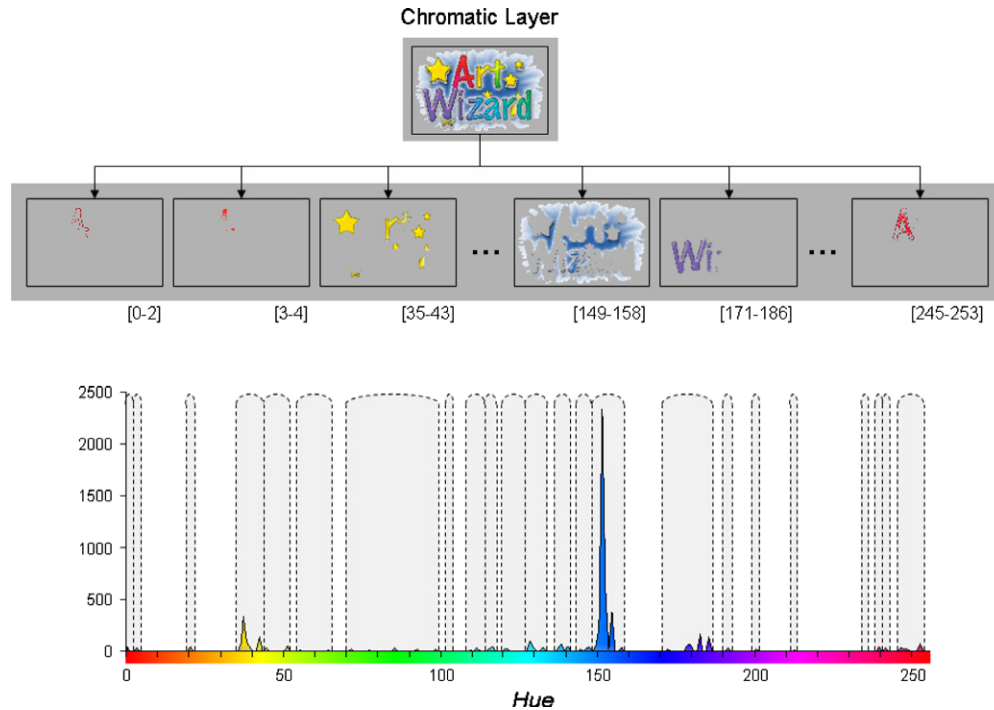 Chromatic Layer
Art
Wizard
A
A
r
...
Wi
...
A
[0-2] [3-4] [35-43] [149-158] [171-186] [245-253]
2500
2000
1500
1000
500
0
0 50 100 150 200 250
Hue